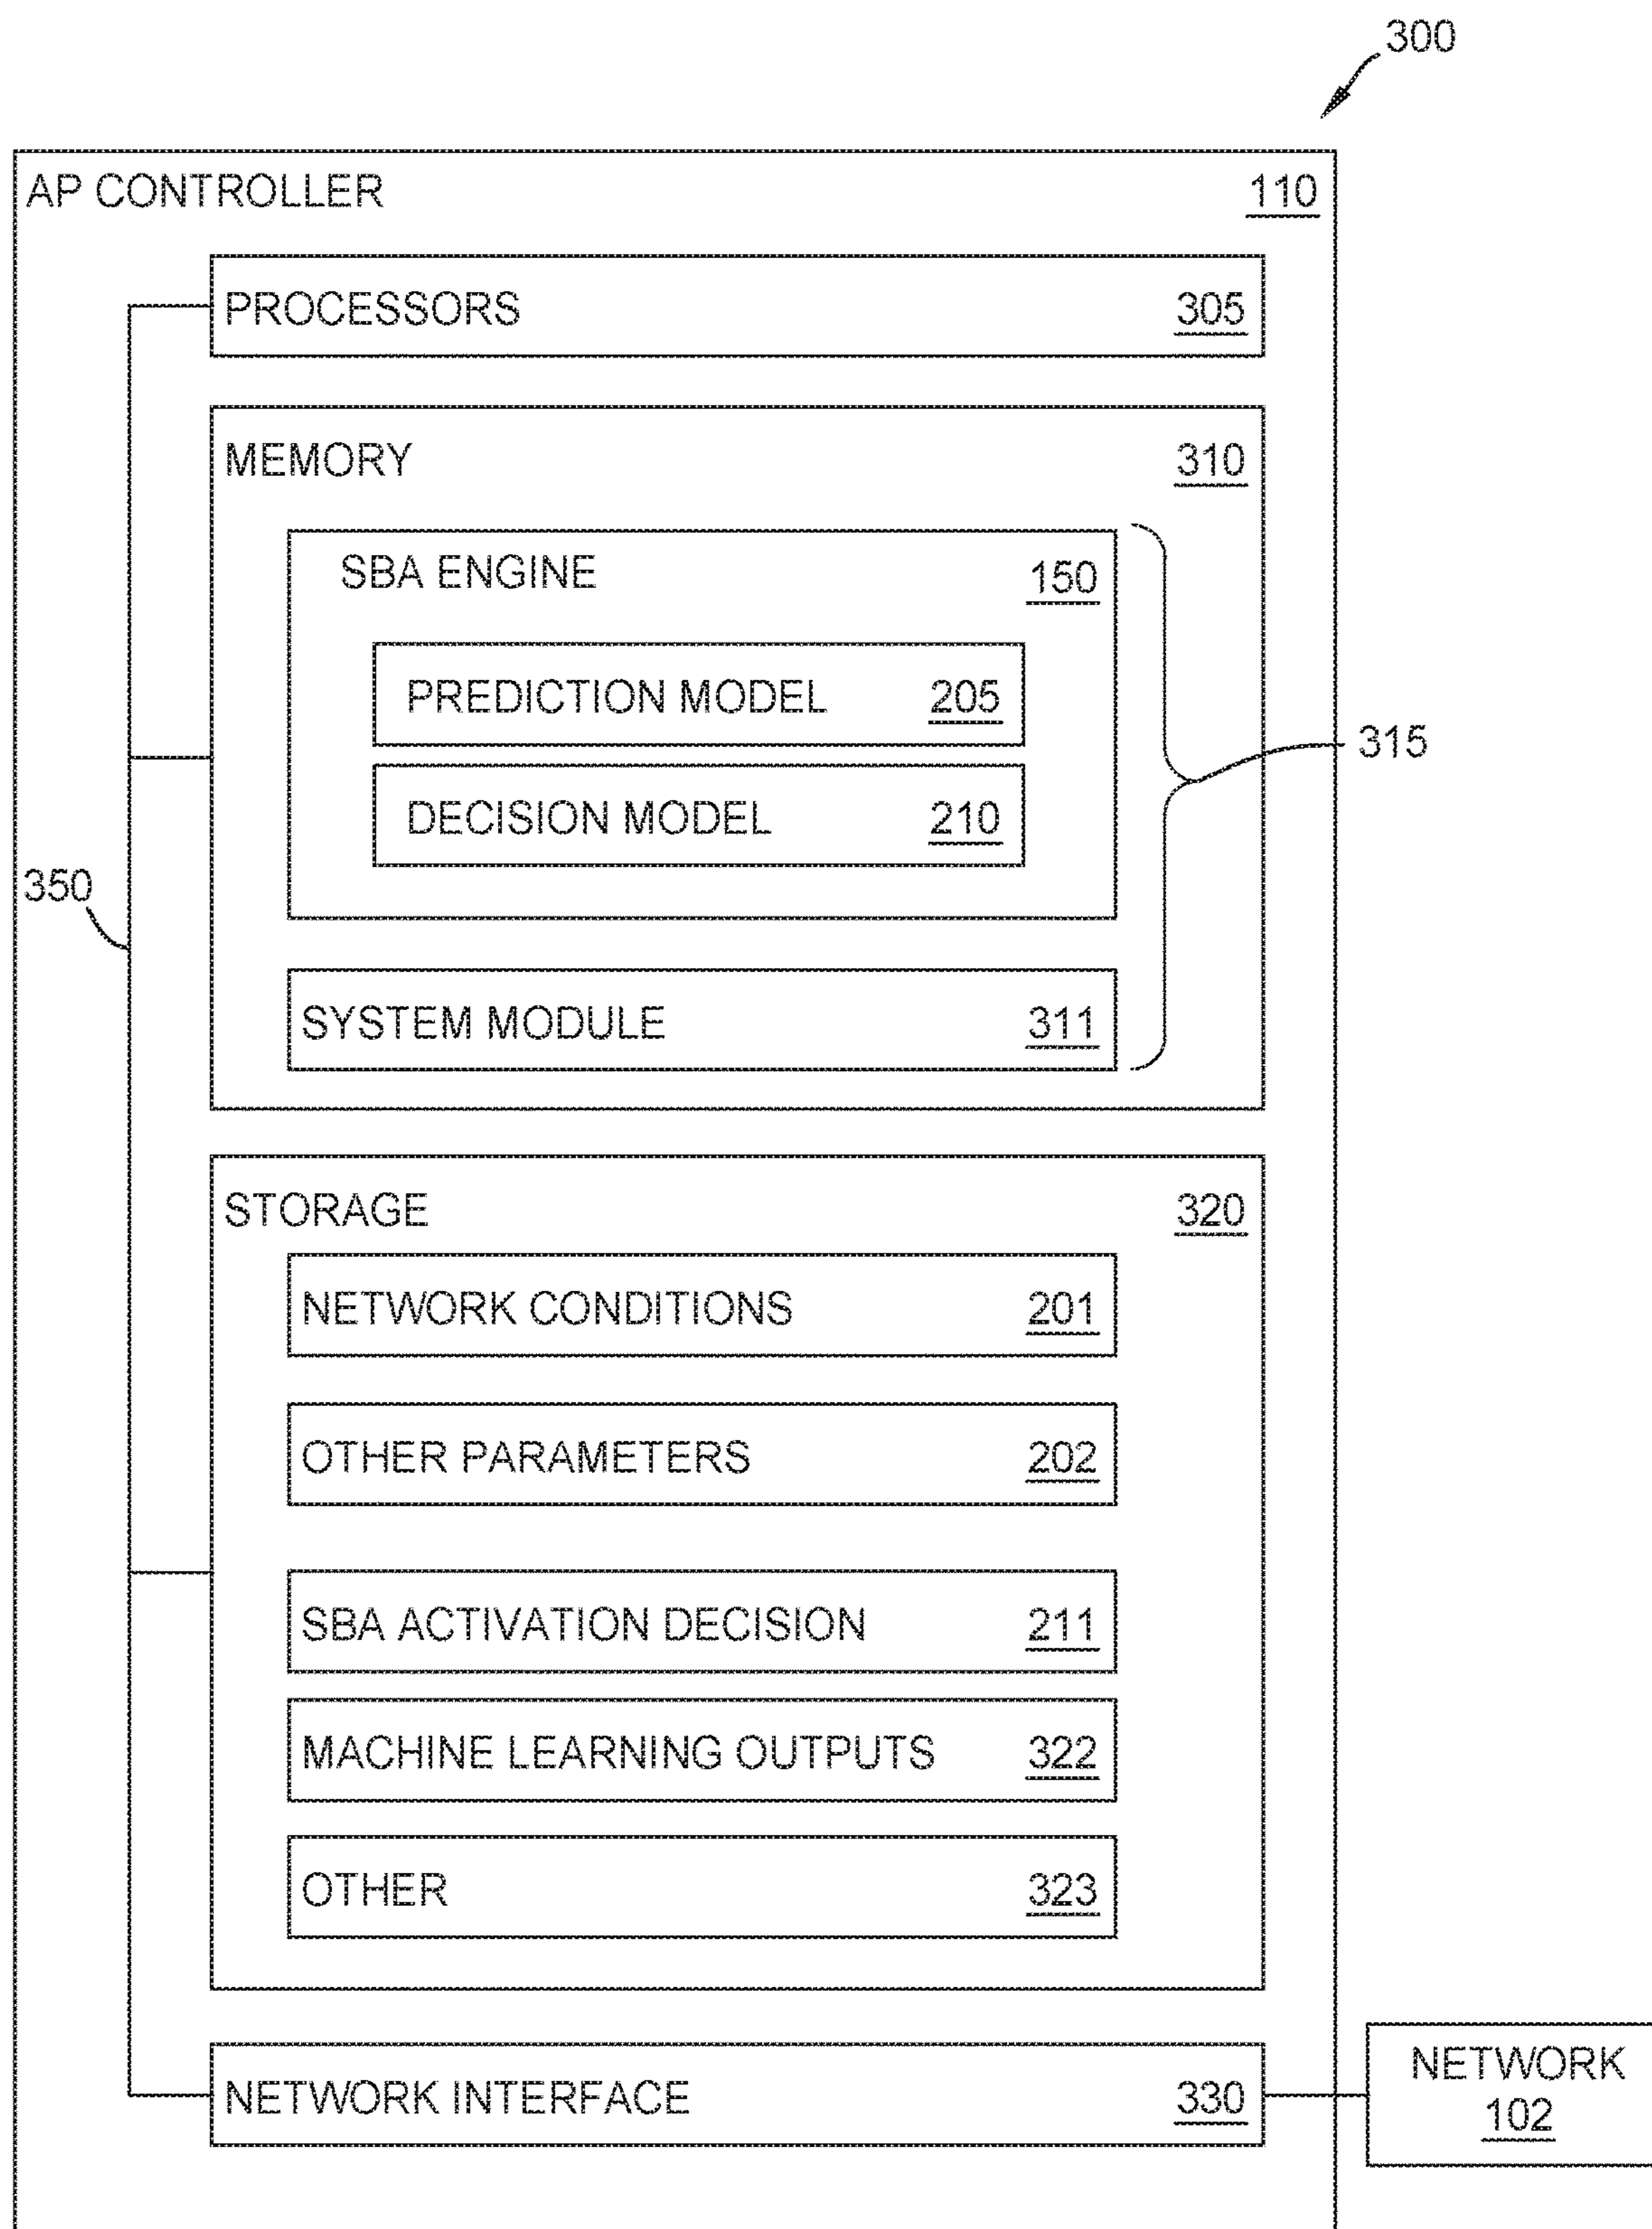 300
AP CONTROLLER 110
PROCESSORS 305
MEMORY 310
SBA ENGINE 150
PREDICTION MODEL 205
315
DECISION MODEL 210
350
SYSTEM MODULE 311
STORAGE 320
NETWORK CONDITIONS 201
OTHER PARAMETERS 202
SBA ACTIVATION DECISION 211
MACHINE LEARNING OUTPUTS 322
OTHER 323
NETWORK INTERFACE 330
NETWORK
102